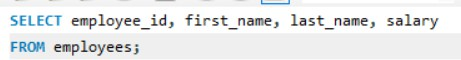 SELECT employee_id, first_name, last_name, salary
FROM employees;